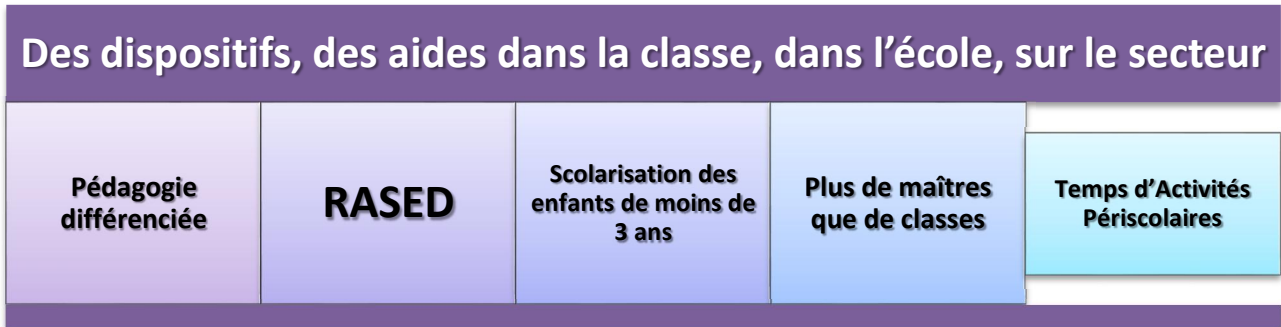 Des dispositifs, des aides dans la classe, dans l’école, sur le secteur
Pédagogie
différenciée
RASED
Scolarisation des
enfants de moins de
3 ans
Plus de maîtres
que de classes
Temps d’Activités
Périscolaires